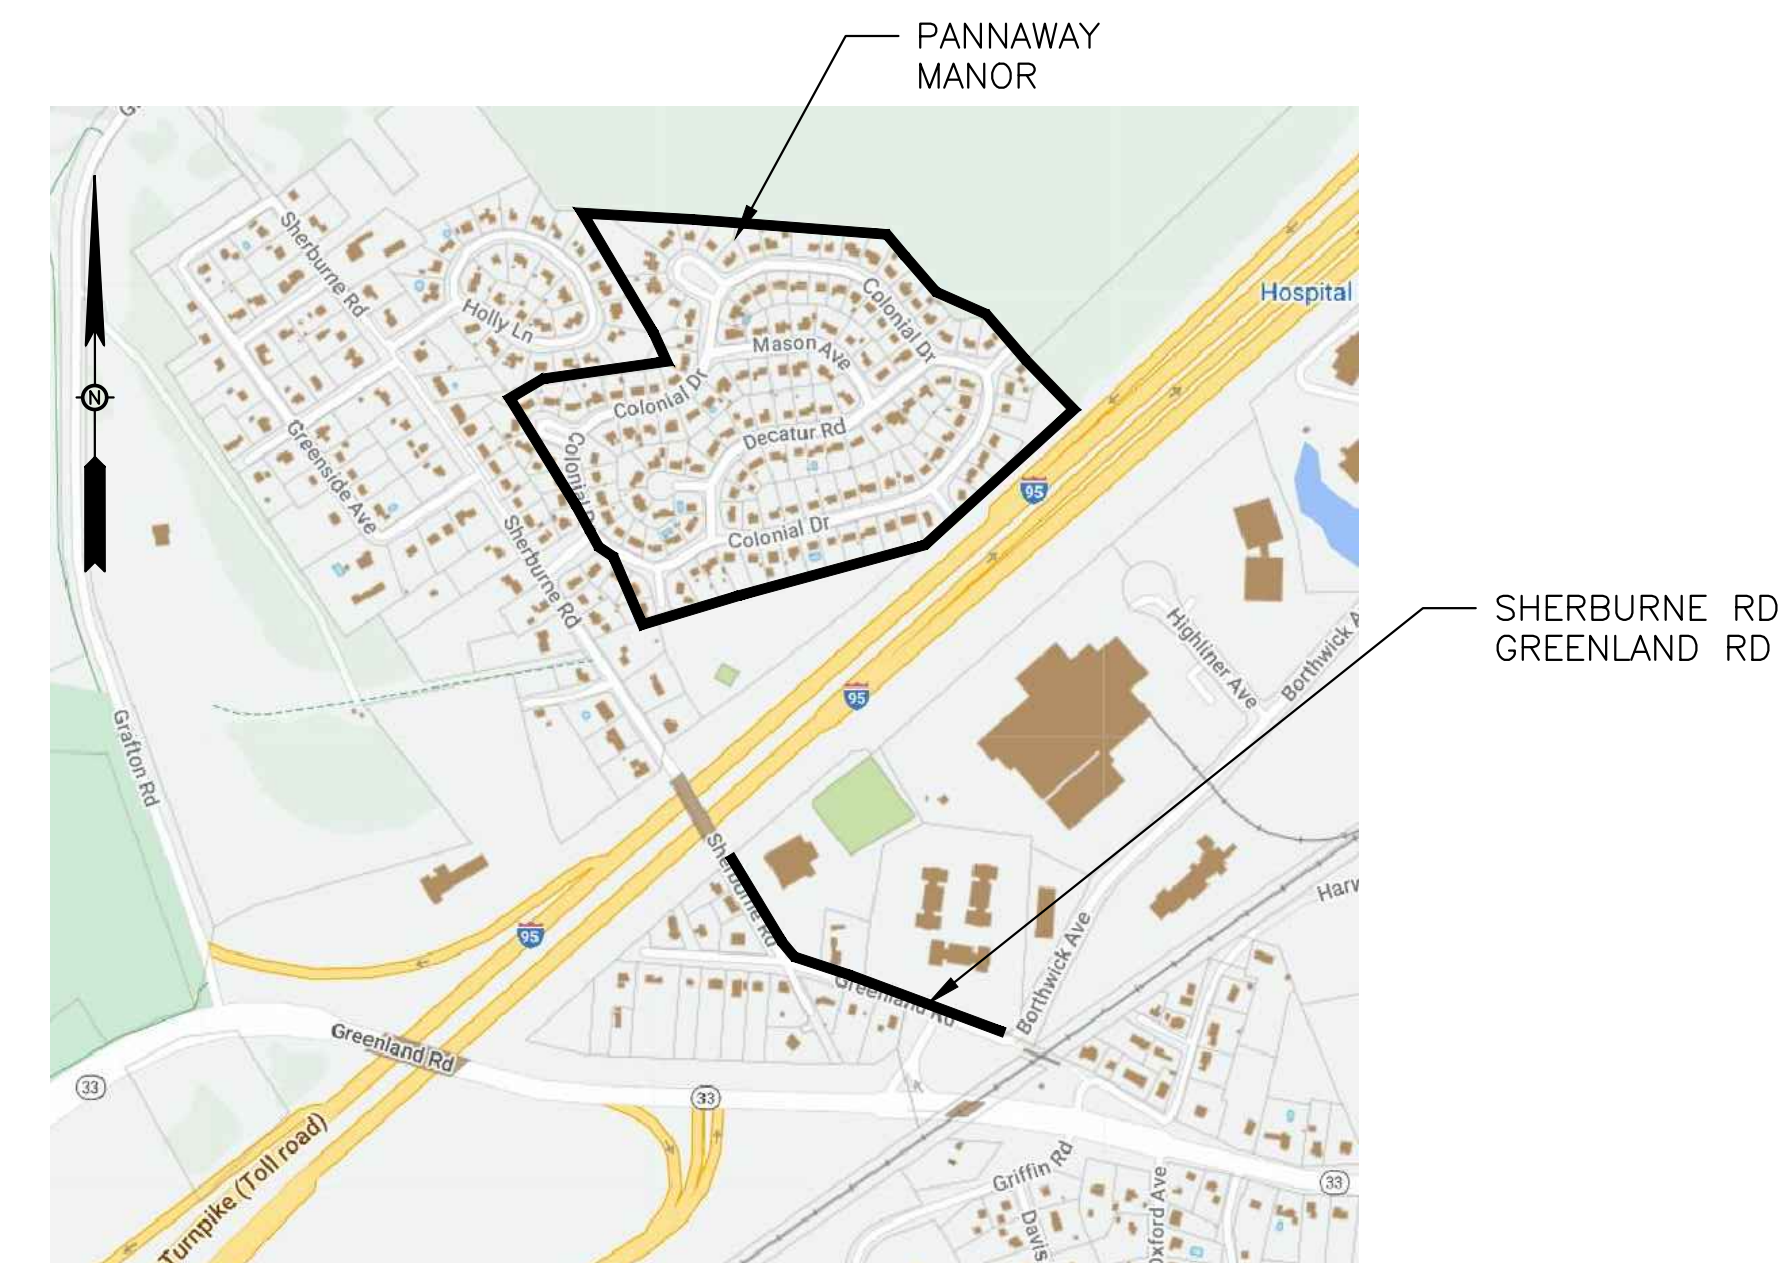 PANNAWAY
MANOR
G
Sherburne Rd
Hospital
Holly Ln
Colonial Dr
Mason Ave
N
Colonial Dr
Decatur Rd
Greenside Ave
Colonial
95
Sherburne Rd
Colonial Dr
SHERBURNE RD
GREENLAND RD
Highliner Ave
Borthwick A
95
Grafton Rd
Sherburne Rd
Harw
95
Borthwick Ave
Greenland Rd
Greenland Rd
33
33
Turnpike (Toll road)
Griffin Rd
33
Davis
Oxford Ave